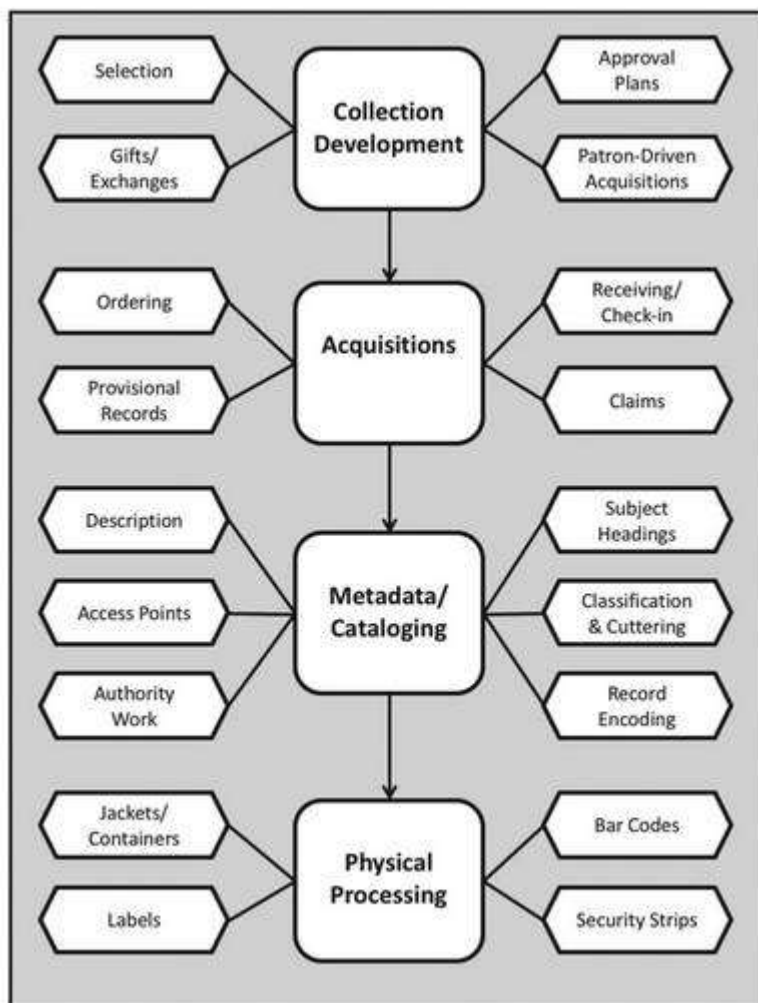 Selection
Gifts/
Exchanges
Collection
Development
Approval
Plans
Patron-Driven
Acquisitions
Ordering
Provisional
Records
Acquisitions
Receiving/
Check-in
Claims
Description
Access Points
Authority
Work
Metadata/
Cataloging
Subject
Headings
Classification
& Cuttering
Record
Encoding
Jackets/
Containers
Labels
Physical
Processing
Bar Codes
Security Strips